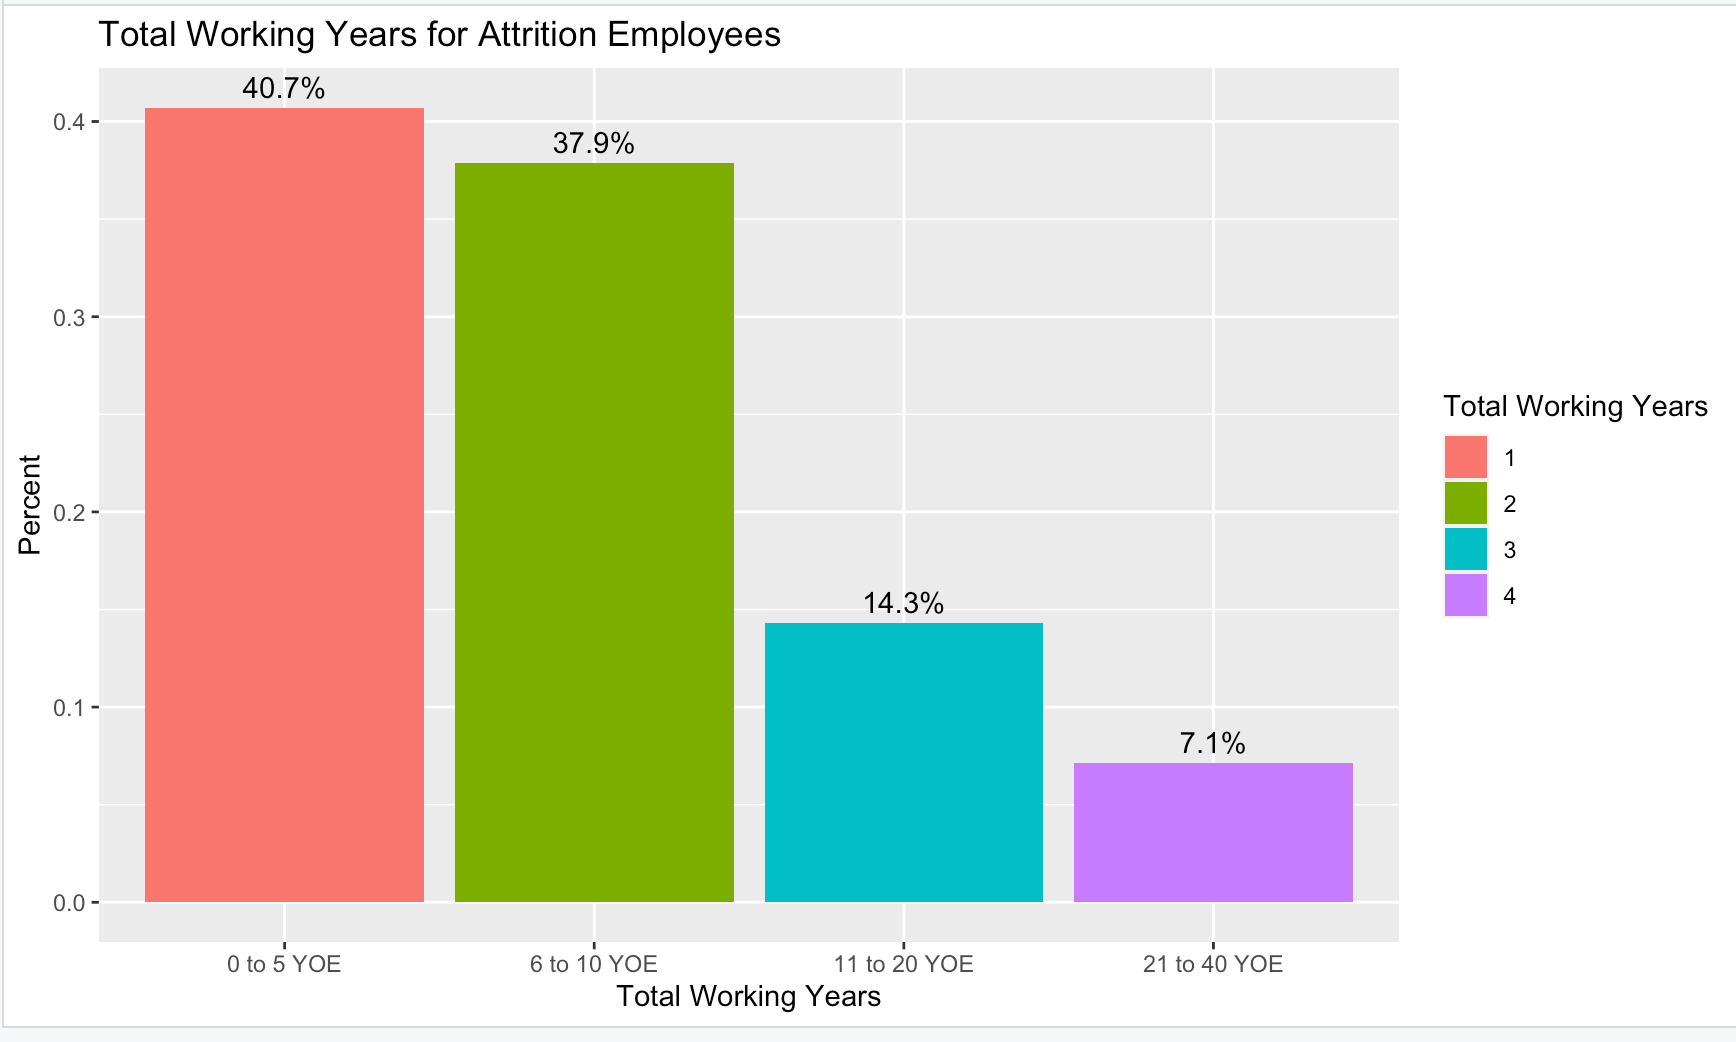 Total Working Years for Attrition Employees
40.7%
37.9%
14.3%
7.1%
0.4
0.3
0.2
0.1
0.0
Percent
0 to 5 YOE
6 to 10 YOE
11 to 20 YOE
21 to 40 YOE
Total Working Years
Total Working Years
1
2
3
4